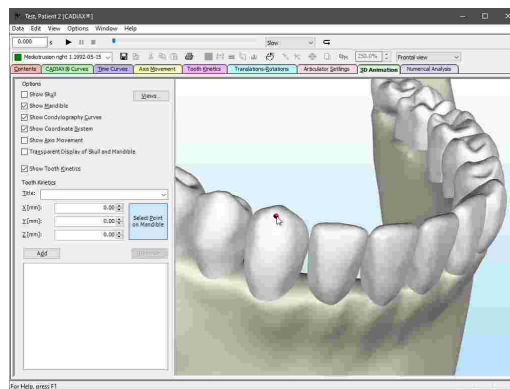 Test, Patient 2 [CADIAX®]
Data Edit View Options Window Help
0.000 s Slow
Mediotrusion right 1 1992-05-15 250.0% Frontal view
Contents CADIAX® Curves Time Curves Axis Movement Tooth Kinetics Translations-Rotations Articulator Settings 3D Animation Numerical Analysis
Options
Show Skull Views...
Show Mandible
Show Condylography Curves
Show Coordinate System
Show Axis Movement
Transparent Display of Skull and Mandible
Show Tooth Kinetics
Tooth Kinetics
Title:
X [mm]: 0.00
Y [mm]: 0.00
Z [mm]: 0.00
Select Point
on Mandible
Add Remove
For Help, press F1